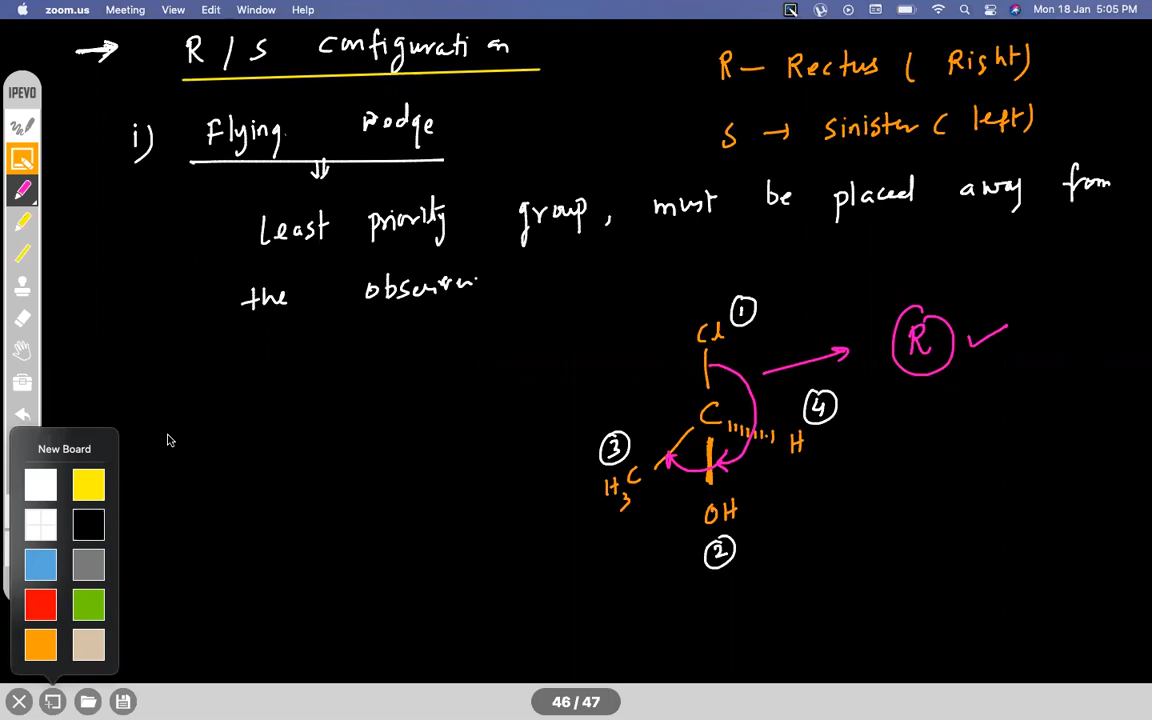 zoom.us Meeting View Edit Window Help Mon 18 Jan 5:05 PM
R / S configuration
R — Rectus ( Right)
S → sinister ( left)
IPEVO
i) Flying wedge
⇓
Least priority group, must be placed away from
the observer
Cl ①
R ✓
C
H ④
③ H₃C
OH
②
New Board
46 / 47